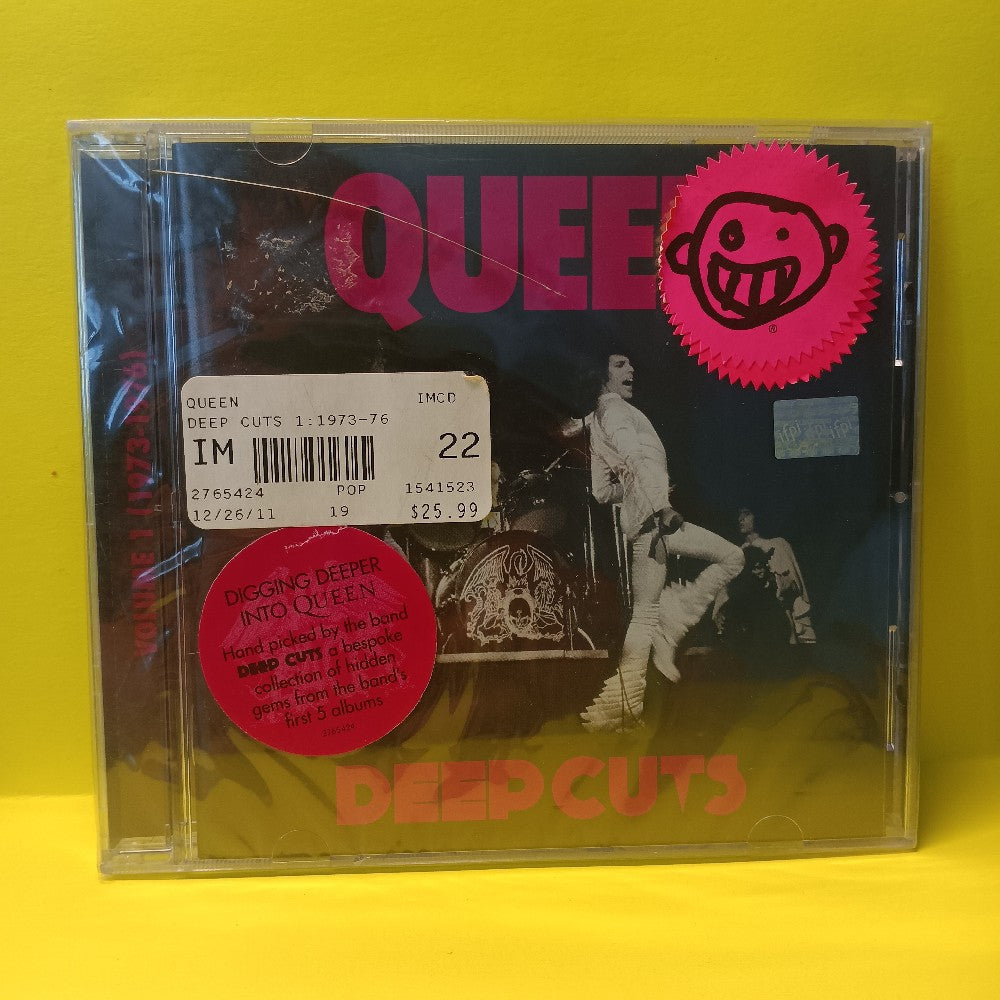 QUEE
QUEEN IMCD
DEEP CUTS 1:1973-76
IM 22
2765424 POP 1541523
12/26/11 19 $25.99
DIGGING DEEPER
INTO QUEEN
Hand picked by the band
DEEP CUTS a bespoke
collection of hidden
gems from the band's
first 5 albums
2765424
DEEP CUTS
VOLUME 1 (1973-1976)
®